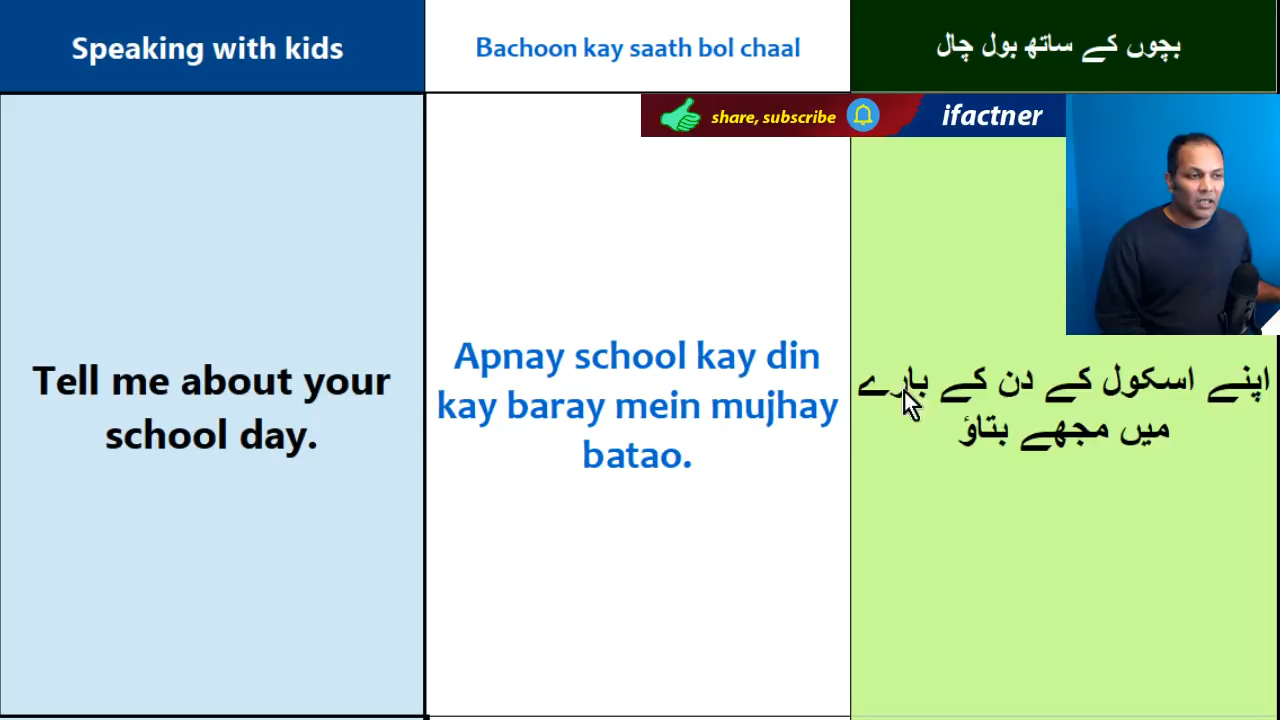 Speaking with kids
Bachoon kay saath bol chaal
بچوں کے ساتھ بول چال
share, subscribe
ifactner
Tell me about your
school day.
Apnay school kay din
kay baray mein mujhay
batao.
اپنے اسکول کے دن کے بارے
میں مجھے بتاؤ